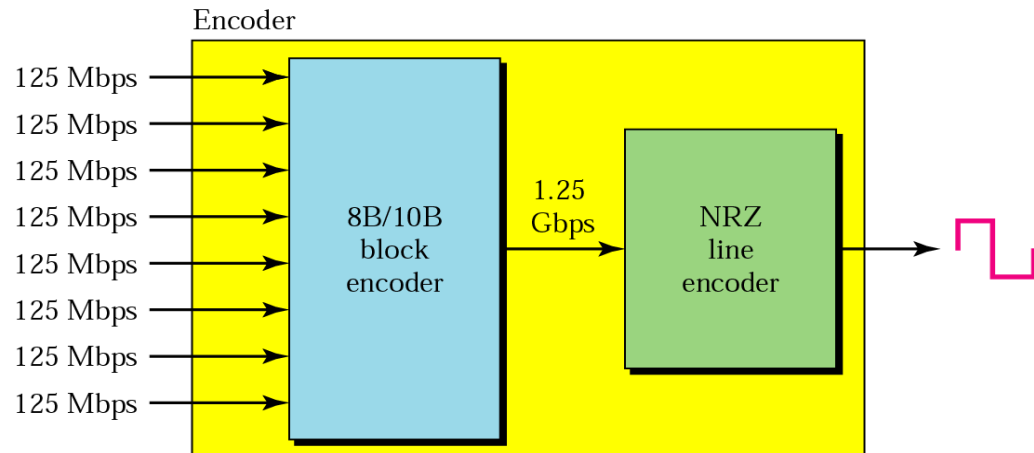 Encoder
125 Mbps
125 Mbps
125 Mbps
125 Mbps
125 Mbps
125 Mbps
125 Mbps
125 Mbps
8B/10B
block
encoder
1.25
Gbps
NRZ
line
encoder